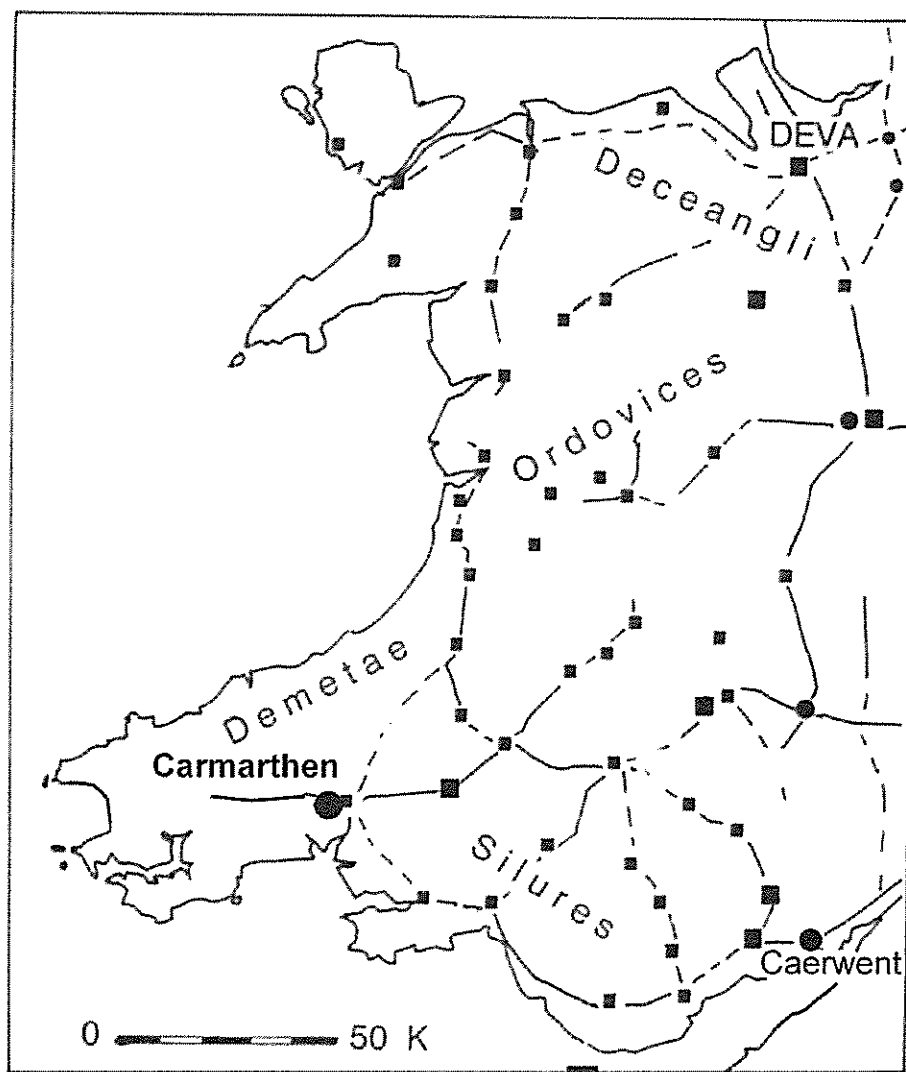 DEVA
Deceangli
Ordovices
Demetae
Carmarthen
Silures
Caerwent
0 50 K